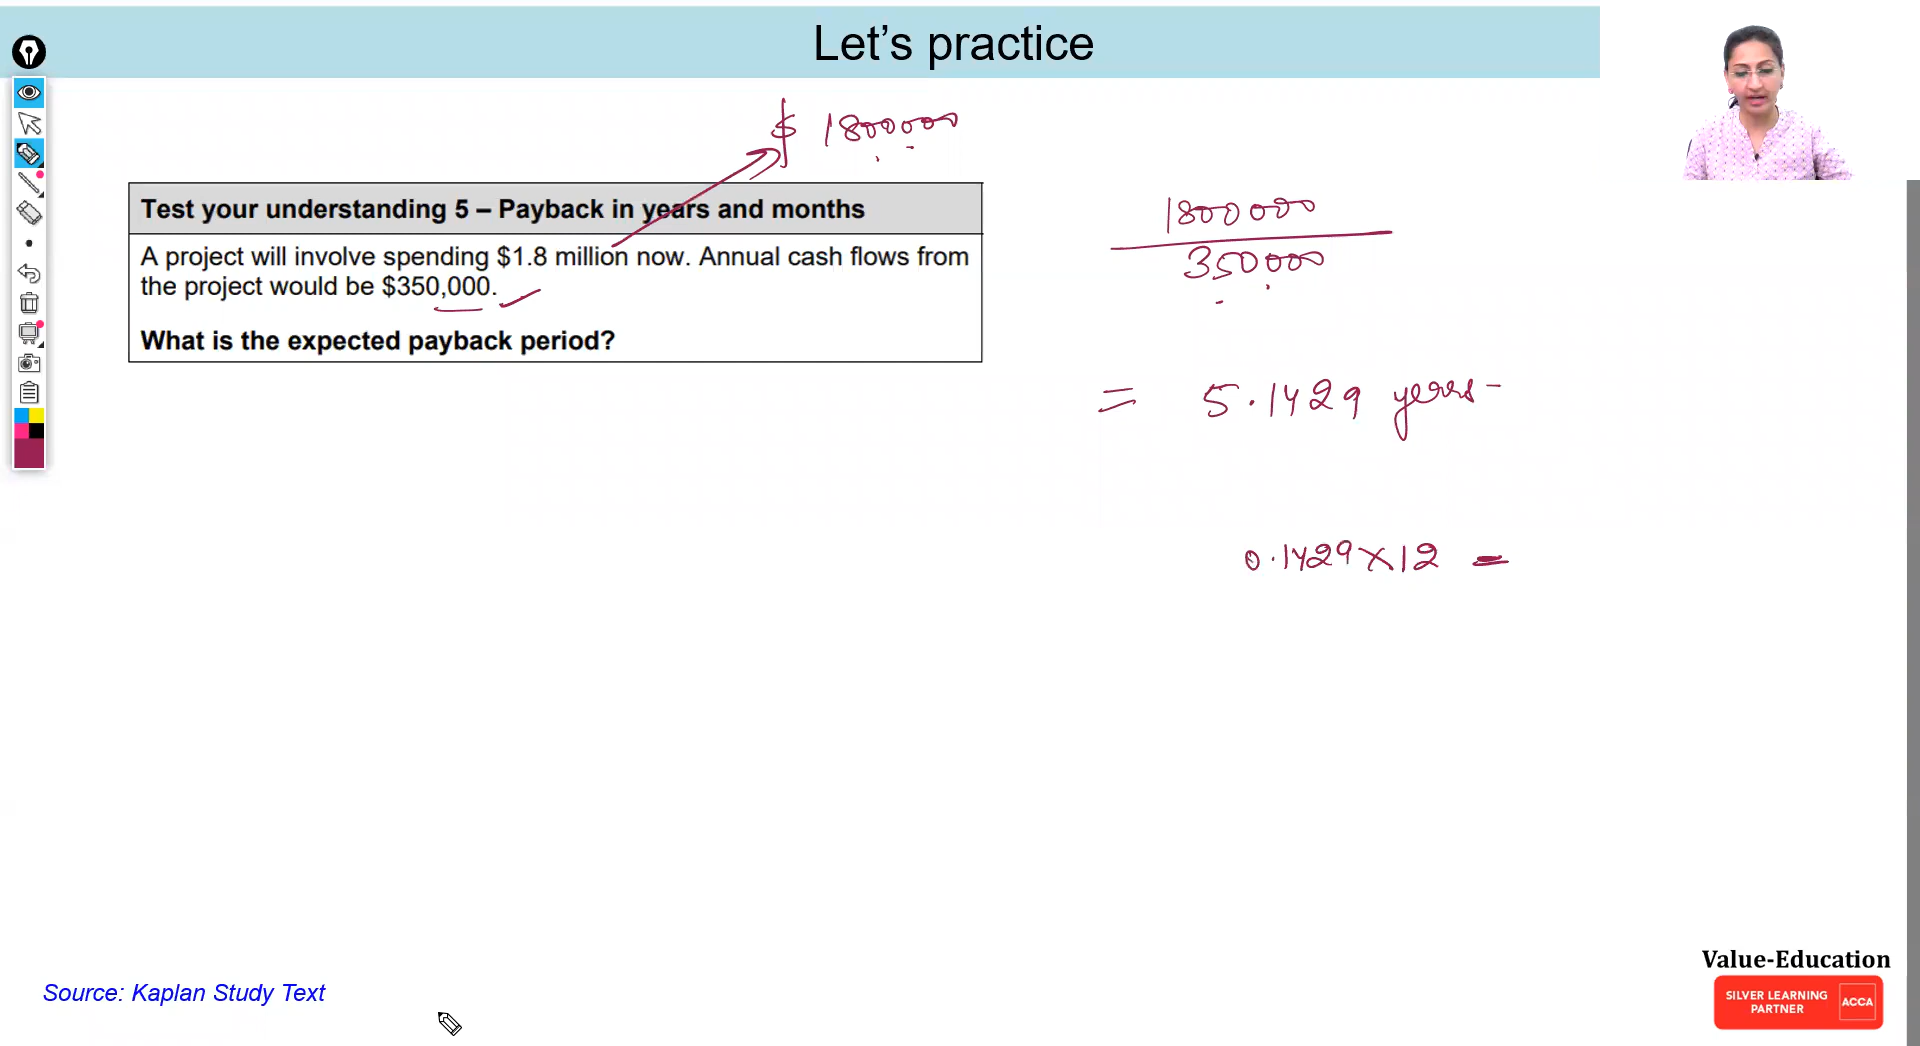 Let's practice
$ 1800000
Test your understanding 5 – Payback in years and months
A project will involve spending $1.8 million now. Annual cash flows from
the project would be $350,000.
What is the expected payback period?
1800000
350000
= 5.1429 years
0.1429 × 12 =
Source: Kaplan Study Text
Value-Education
SILVER LEARNING
PARTNER
ACCA